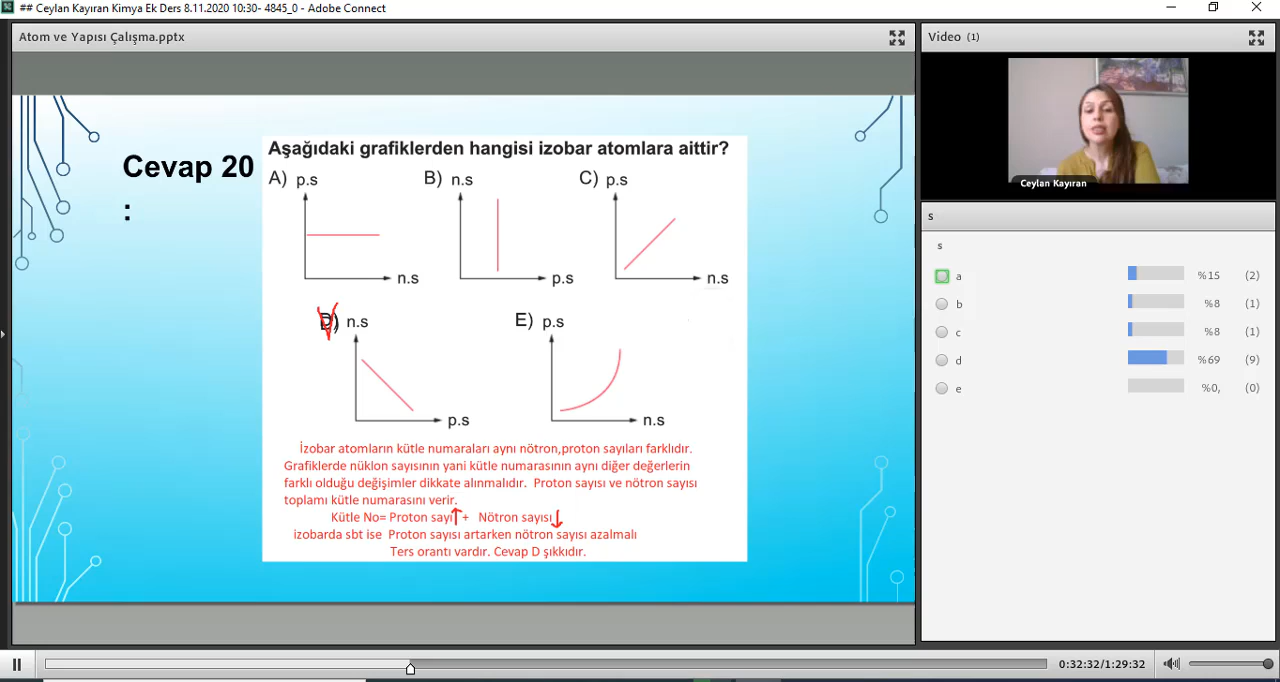 ## Ceylan Kayıran Kimya Ek Ders 8.11.2020 10:30- 4845_0 - Adobe Connect
Atom ve Yapısı Çalışma.pptx
Cevap 20
:
Aşağıdaki grafiklerden hangisi izobar atomlara aittir?
A) p.s
n.s
B) n.s
p.s
C) p.s
n.s
D) n.s
p.s
E) p.s
n.s
İzobar atomların kütle numaraları aynı nötron,proton sayıları farklıdır.
Grafiklerde nüklon sayısının yani kütle numarasının aynı diğer değerlerin
farklı olduğu değişimler dikkate alınmalıdır. Proton sayısı ve nötron sayısı
toplamı kütle numarasını verir.
Kütle No= Proton sayı↑+ Nötron sayısı↓
izobarda sbt ise Proton sayısı artarken nötron sayısı azalmalı
Ters orantı vardır. Cevap D şıkkıdır.
Video (1)
Ceylan Kayıran
s
s
a %15 (2)
b %8 (1)
c %8 (1)
d %69 (9)
e %0, (0)
0:32:32/1:29:32